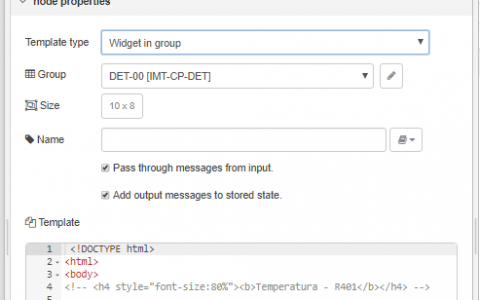 node properties
Template type Widget in group
Group DET-00 [IMT-CP-DET]
Size 10 x 8
Name
Pass through messages from input.
Add output messages to stored state.
Template
1 <!DOCTYPE html>
2 <html>
3 <body>
4 <!-- <h4 style="font-size:80%"><b>Temperatura - R401</b></h4> -->
5